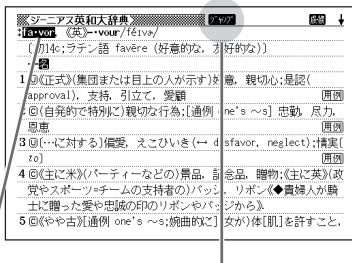 《ジーニアス英和大辞典》 ｼﾞｬﾝﾌﾟ
fa·vor, 《英》-vour/féivə/
14c;ラテン語 favēre (好意的な, 好的な)〕
-名
1 Ⓤ《正式》(集団または目上の人が示す)好意, 親切心;是認(
approval), 支持, 引立て, 愛顧 用例
Ⓒ(自発的で特別に)親切な行為;[通例 one's ～s] 忠勤, 尽力,
恩恵 用例
3 Ⓤ[…に対する]偏愛, えこひいき(↔ disfavor, neglect);情実(
to] 用例
4 Ⓒ《主に米》(パーティーなどの)景品, 記念品, 贈物;《主に英》(政
党やスポーツ=チームの支持者の)バッジ, リボン《◆貴婦人が騎
士に贈った愛や忠誠の印のリボンやバッジから》.
5 Ⓒ《やや古》[通例 one's ～s;婉曲的に] 女が)体[肌]を許すこと,